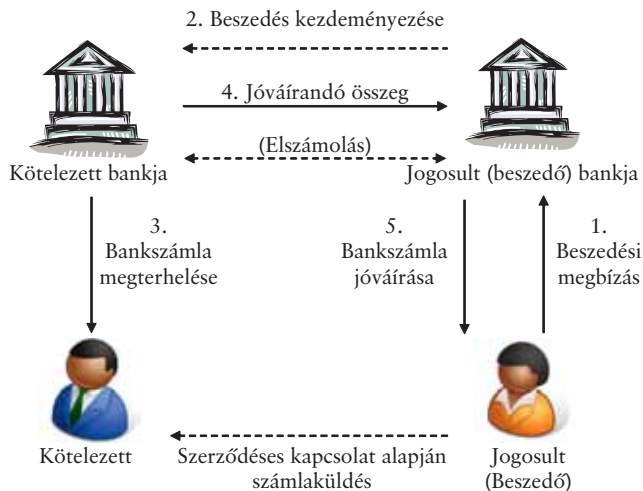 2. Beszedés kezdeményezése
4. Jóváírandó összeg
(Elszámolás)
Kötelezett bankja
Jogosult (beszedő) bankja
3.
Bankszámla
megterhelése
5.
Bankszámla
jóváírása
1.
Beszedési
megbízás
Kötelezett
Szerződéses kapcsolat alapján
számlaküldés
Jogosult
(Beszedő)